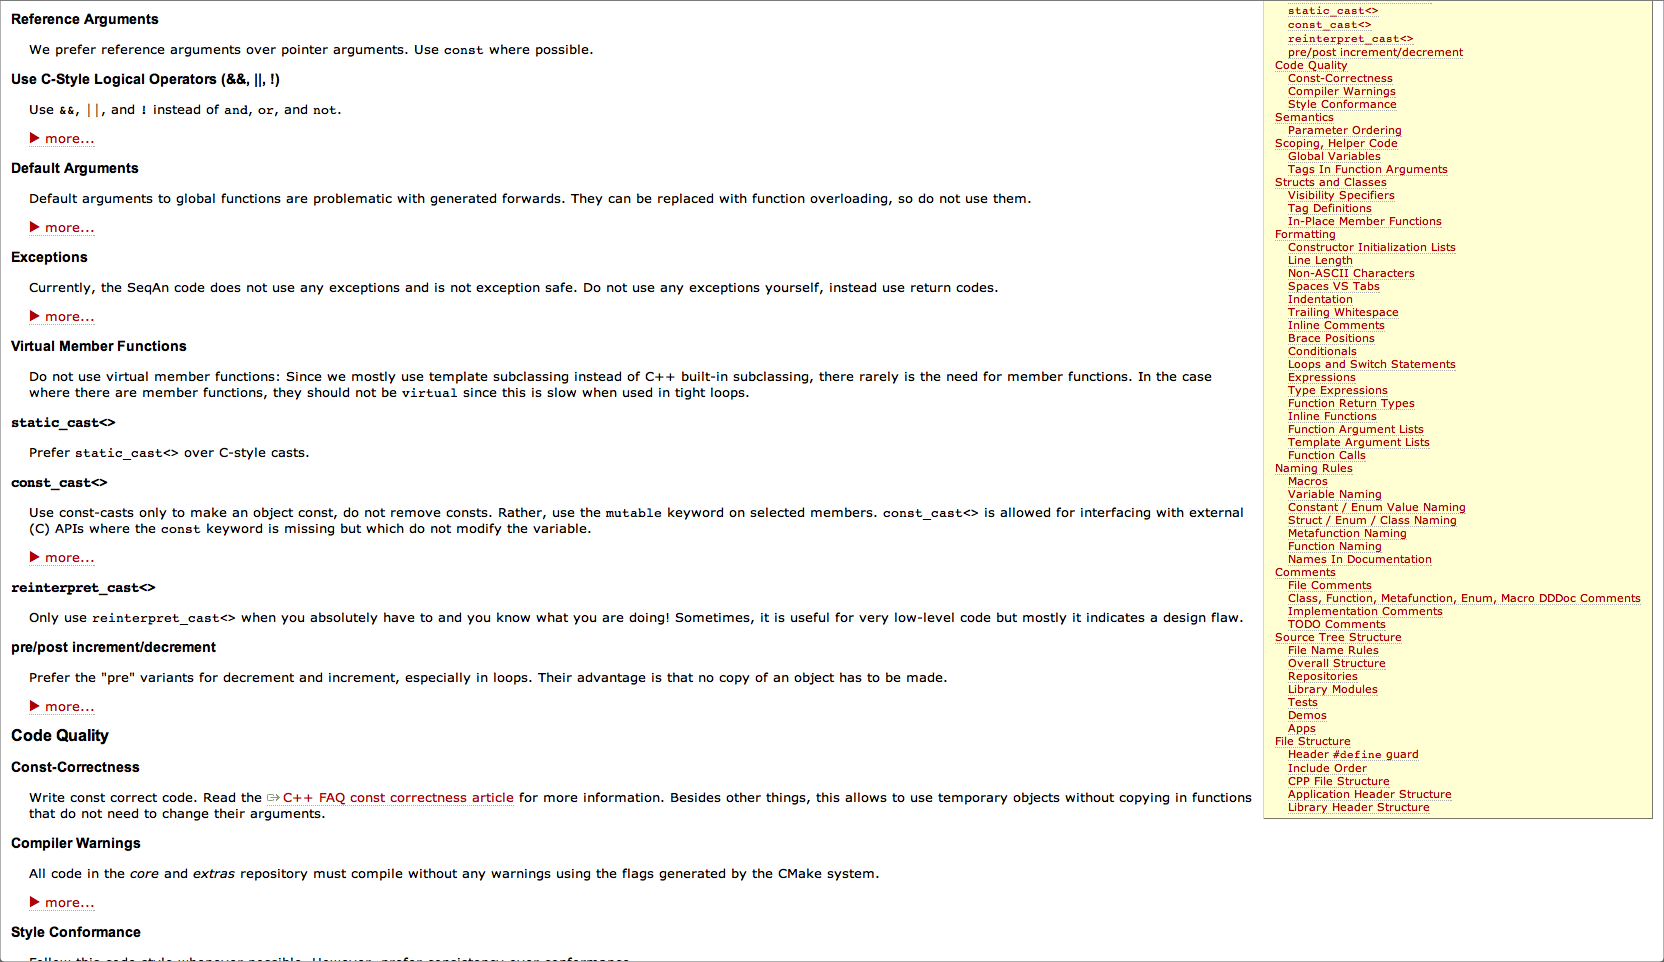 Reference Arguments
We prefer reference arguments over pointer arguments. Use const where possible.
Use C-Style Logical Operators (&&, ||, !)
Use &&, ||, and ! instead of and, or, and not.
▶ more...
Default Arguments
Default arguments to global functions are problematic with generated forwards. They can be replaced with function overloading, so do not use them.
▶ more...
Exceptions
Currently, the SeqAn code does not use any exceptions and is not exception safe. Do not use any exceptions yourself, instead use return codes.
▶ more...
Virtual Member Functions
Do not use virtual member functions: Since we mostly use template subclassing instead of C++ built-in subclassing, there rarely is the need for member functions. In the case
where there are member functions, they should not be virtual since this is slow when used in tight loops.
static_cast<>
Prefer static_cast<> over C-style casts.
const_cast<>
Use const-casts only to make an object const, do not remove consts. Rather, use the mutable keyword on selected members. const_cast<> is allowed for interfacing with external
(C) APIs where the const keyword is missing but which do not modify the variable.
▶ more...
reinterpret_cast<>
Only use reinterpret_cast<> when you absolutely have to and you know what you are doing! Sometimes, it is useful for very low-level code but mostly it indicates a design flaw.
pre/post increment/decrement
Prefer the "pre" variants for decrement and increment, especially in loops. Their advantage is that no copy of an object has to be made.
▶ more...
Code Quality
Const-Correctness
Write const correct code. Read the C++ FAQ const correctness article for more information. Besides other things, this allows to use temporary objects without copying in functions
that do not need to change their arguments.
Compiler Warnings
All code in the core and extras repository must compile without any warnings using the flags generated by the CMake system.
▶ more...
Style Conformance
Follow this code style whenever possible. However, prefer consistency over conformance.
static_cast<>
const_cast<>
reinterpret_cast<>
pre/post increment/decrement
Code Quality
Const-Correctness
Compiler Warnings
Style Conformance
Semantics
Parameter Ordering
Scoping, Helper Code
Global Variables
Tags In Function Arguments
Structs and Classes
Visibility Specifiers
Tag Definitions
In-Place Member Functions
Formatting
Constructor Initialization Lists
Line Length
Non-ASCII Characters
Spaces VS Tabs
Indentation
Trailing Whitespace
Inline Comments
Brace Positions
Conditionals
Loops and Switch Statements
Expressions
Type Expressions
Function Return Types
Inline Functions
Function Argument Lists
Template Argument Lists
Function Calls
Naming Rules
Macros
Variable Naming
Constant / Enum Value Naming
Struct / Enum / Class Naming
Metafunction Naming
Function Naming
Names In Documentation
Comments
File Comments
Class, Function, Metafunction, Enum, Macro DDDoc Comments
Implementation Comments
TODO Comments
Source Tree Structure
File Name Rules
Overall Structure
Repositories
Library Modules
Tests
Demos
Apps
File Structure
Header #define guard
Include Order
CPP File Structure
Application Header Structure
Library Header Structure